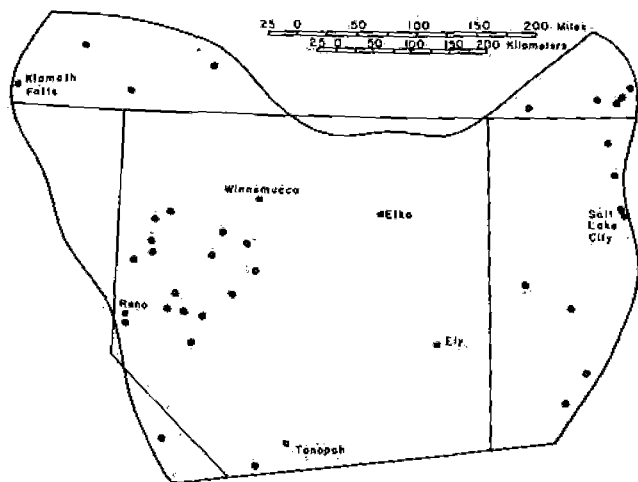 25 0 50 100 150 200 Miles
25 0 50 100 150 200 Kilometers
Klamath
Falls
Winnemucca
Elko
Salt
Lake
City
Reno
Ely
Tonopah